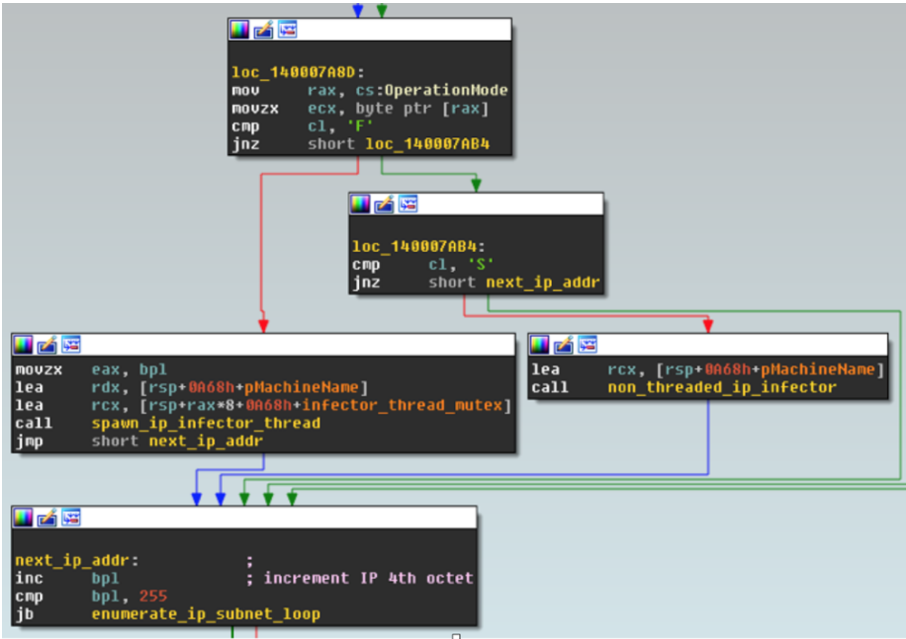 loc_140007A8D:
mov rax, cs:OperationMode
movzx ecx, byte ptr [rax]
cmp cl, 'F'
jnz short loc_140007AB4
loc_140007AB4:
cmp cl, 'S'
jnz short next_ip_addr
movzx eax, bpl
lea rdx, [rsp+0A68h+pMachineName]
lea rcx, [rsp+rax*8+0A68h+infector_thread_mutex]
call spawn_ip_infector_thread
jmp short next_ip_addr
lea rcx, [rsp+0A68h+pMachineName]
call non_threaded_ip_infector
next_ip_addr: ;
inc bpl ; increment IP 4th octet
cmp bpl, 255
jb enumerate_ip_subnet_loop